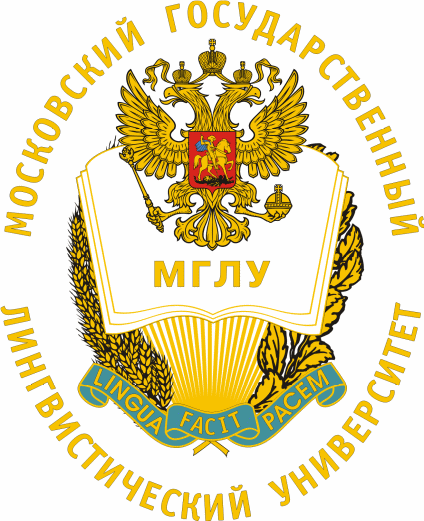 МОСКОВСКИЙ ГОСУДАРСТВЕННЫЙ
МГЛУ
LINGUA FACIT PACEM
ЛИНГВИСТИЧЕСКИЙ УНИВЕРСИТЕТ